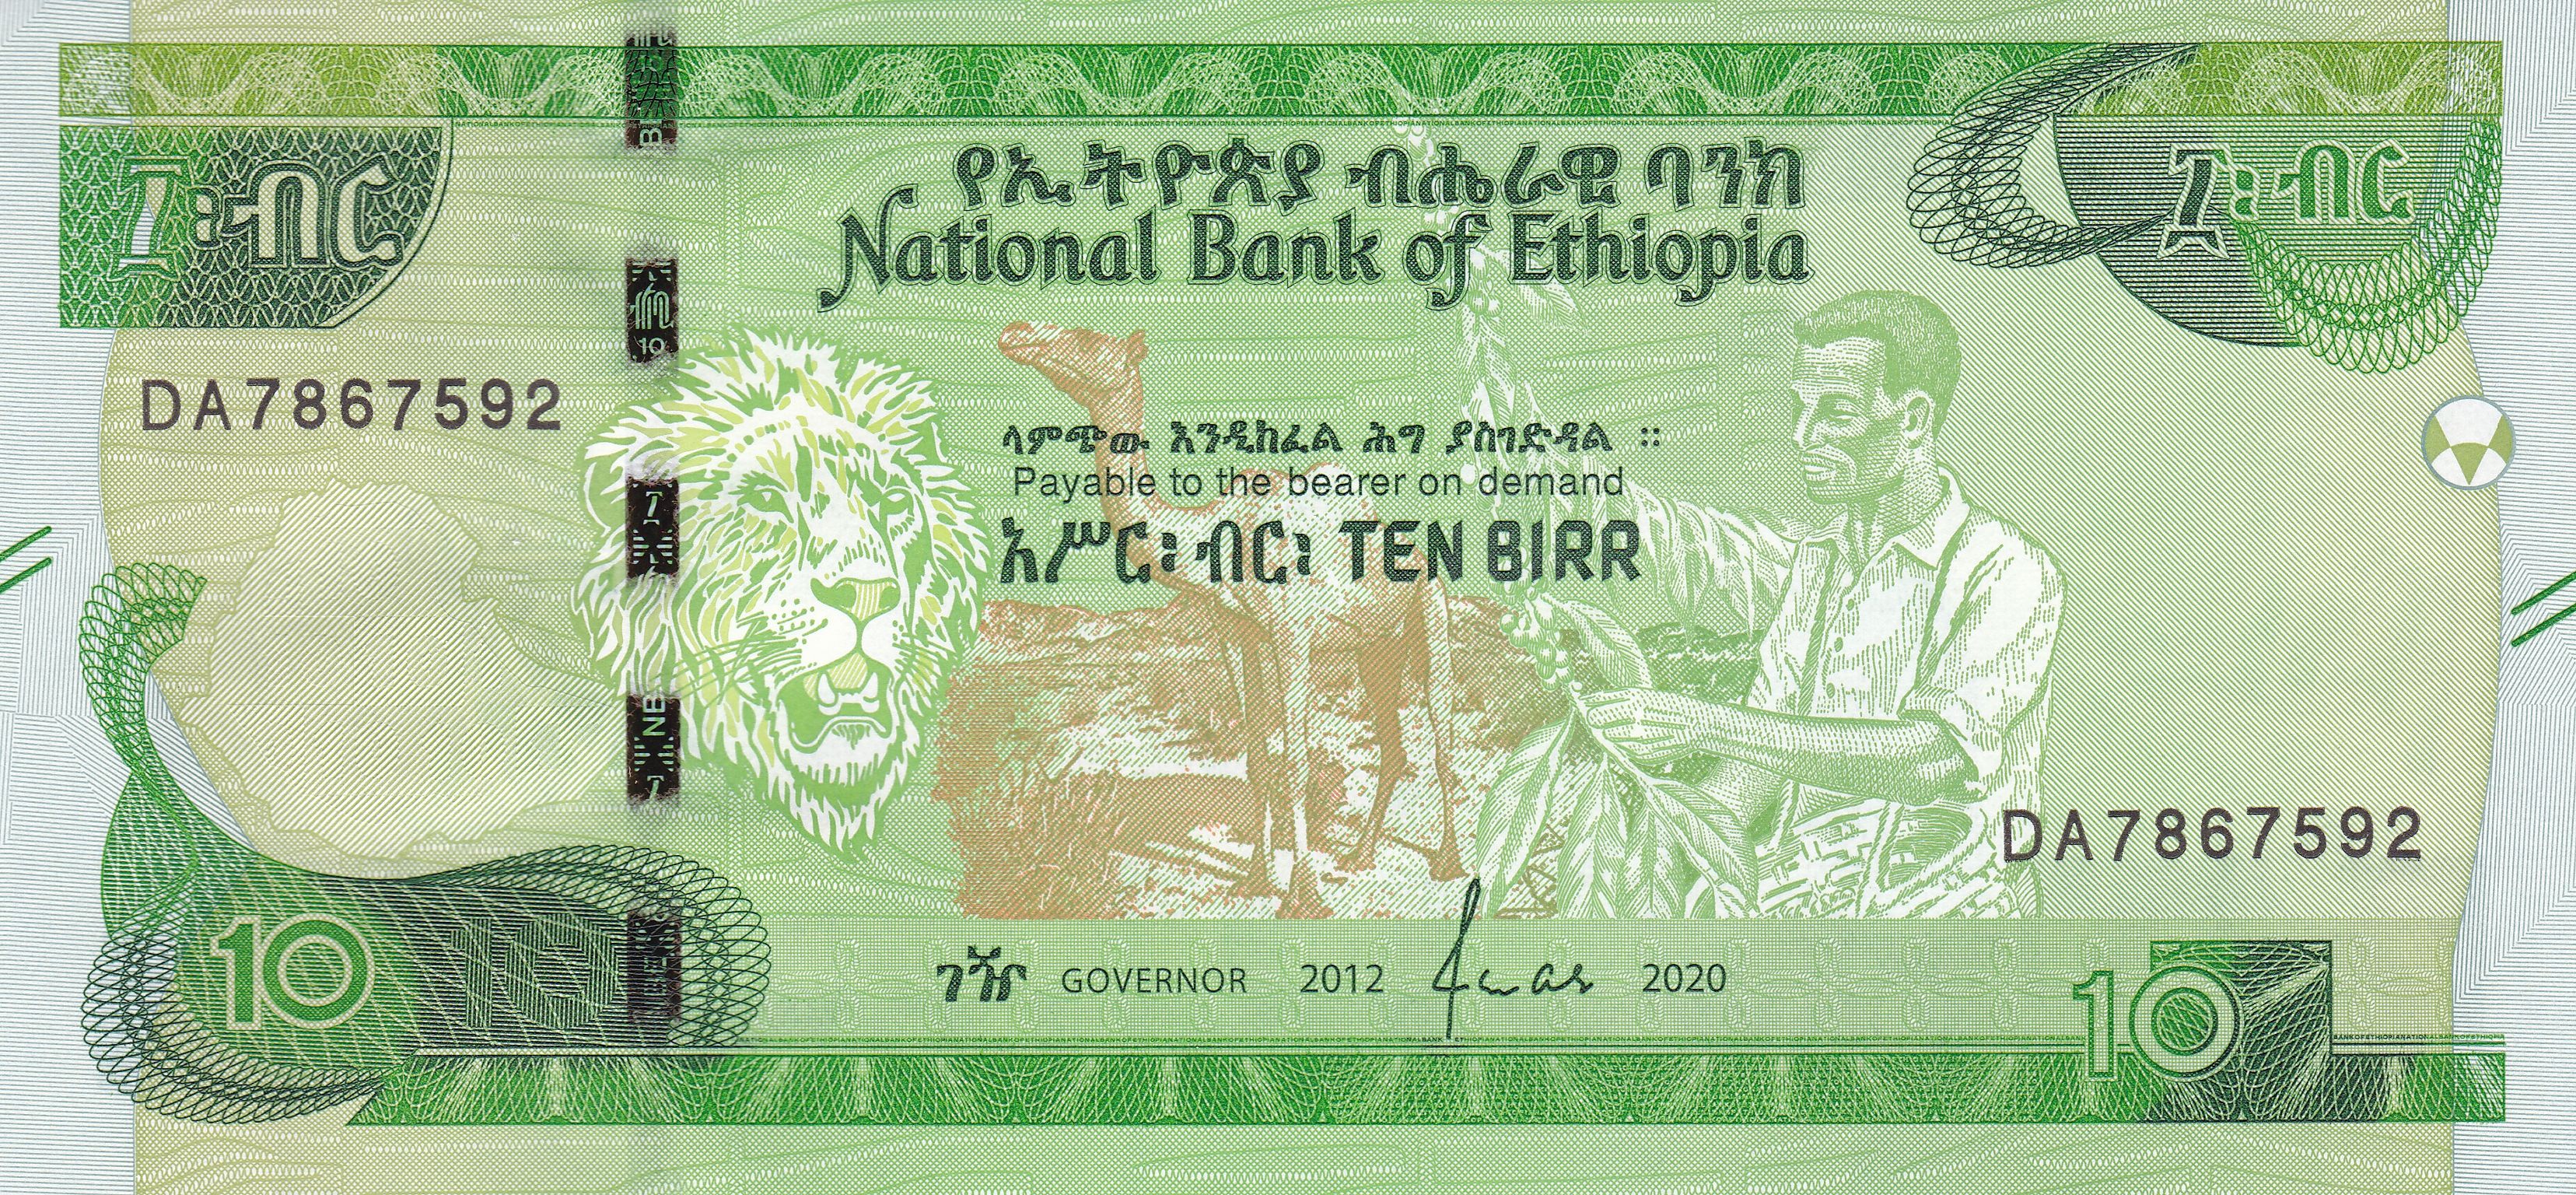 ፲፡ብር
የኢትዮጵያ ብሔራዊ ባንክ
National Bank of Ethiopia
፲፡ብር
DA7867592
ላምጭው እንዲከፈል ሕግ ያስገድዳል ።
Payable to the bearer on demand
አሥር፡ብር፡ TEN BIRR
DA7867592
10 10
ገዥ GOVERNOR 2012 2020
10